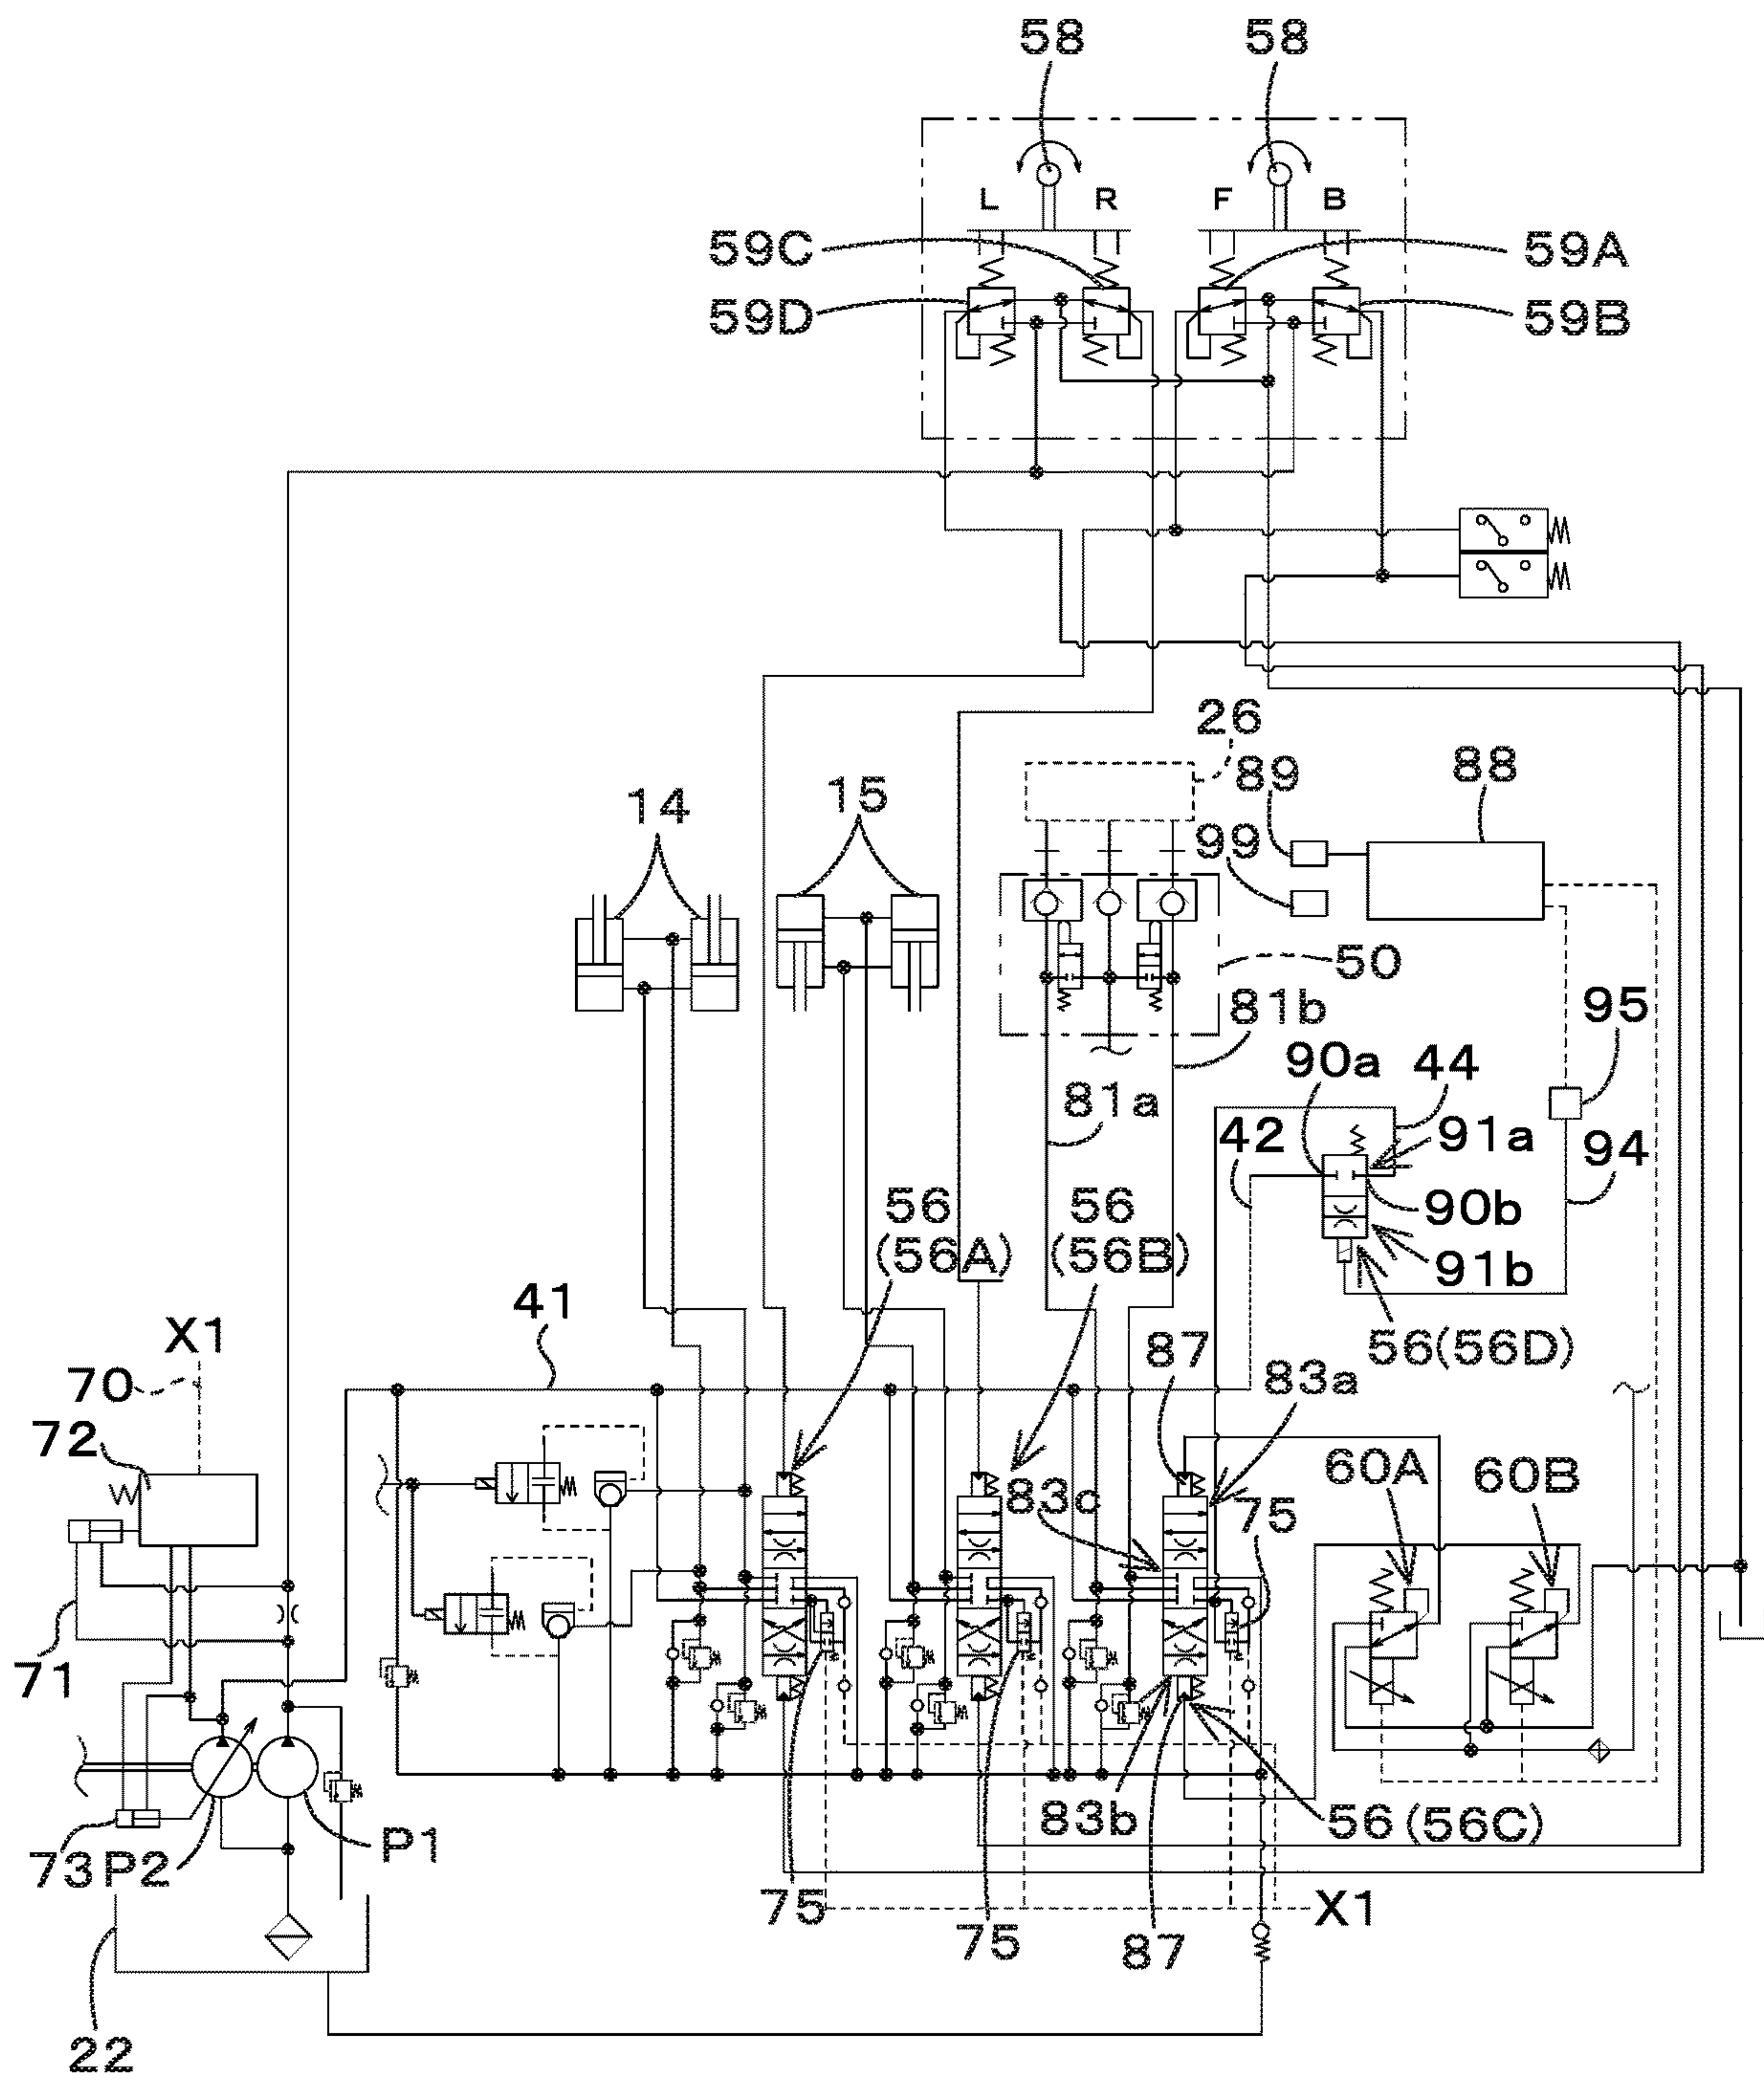 58 58
L R F B
59C 59A
59D 59B
26
89 88
14 15
99
50
81b 95
90a 44
81a
42 91a 94
56 56 90b
(56A) (56B)
91b
41
X1 87 56(56D)
70 83a
72
60A 60B
83c 75
71
83b 56(56C)
73 P2 P1
75 X1
75 87
22